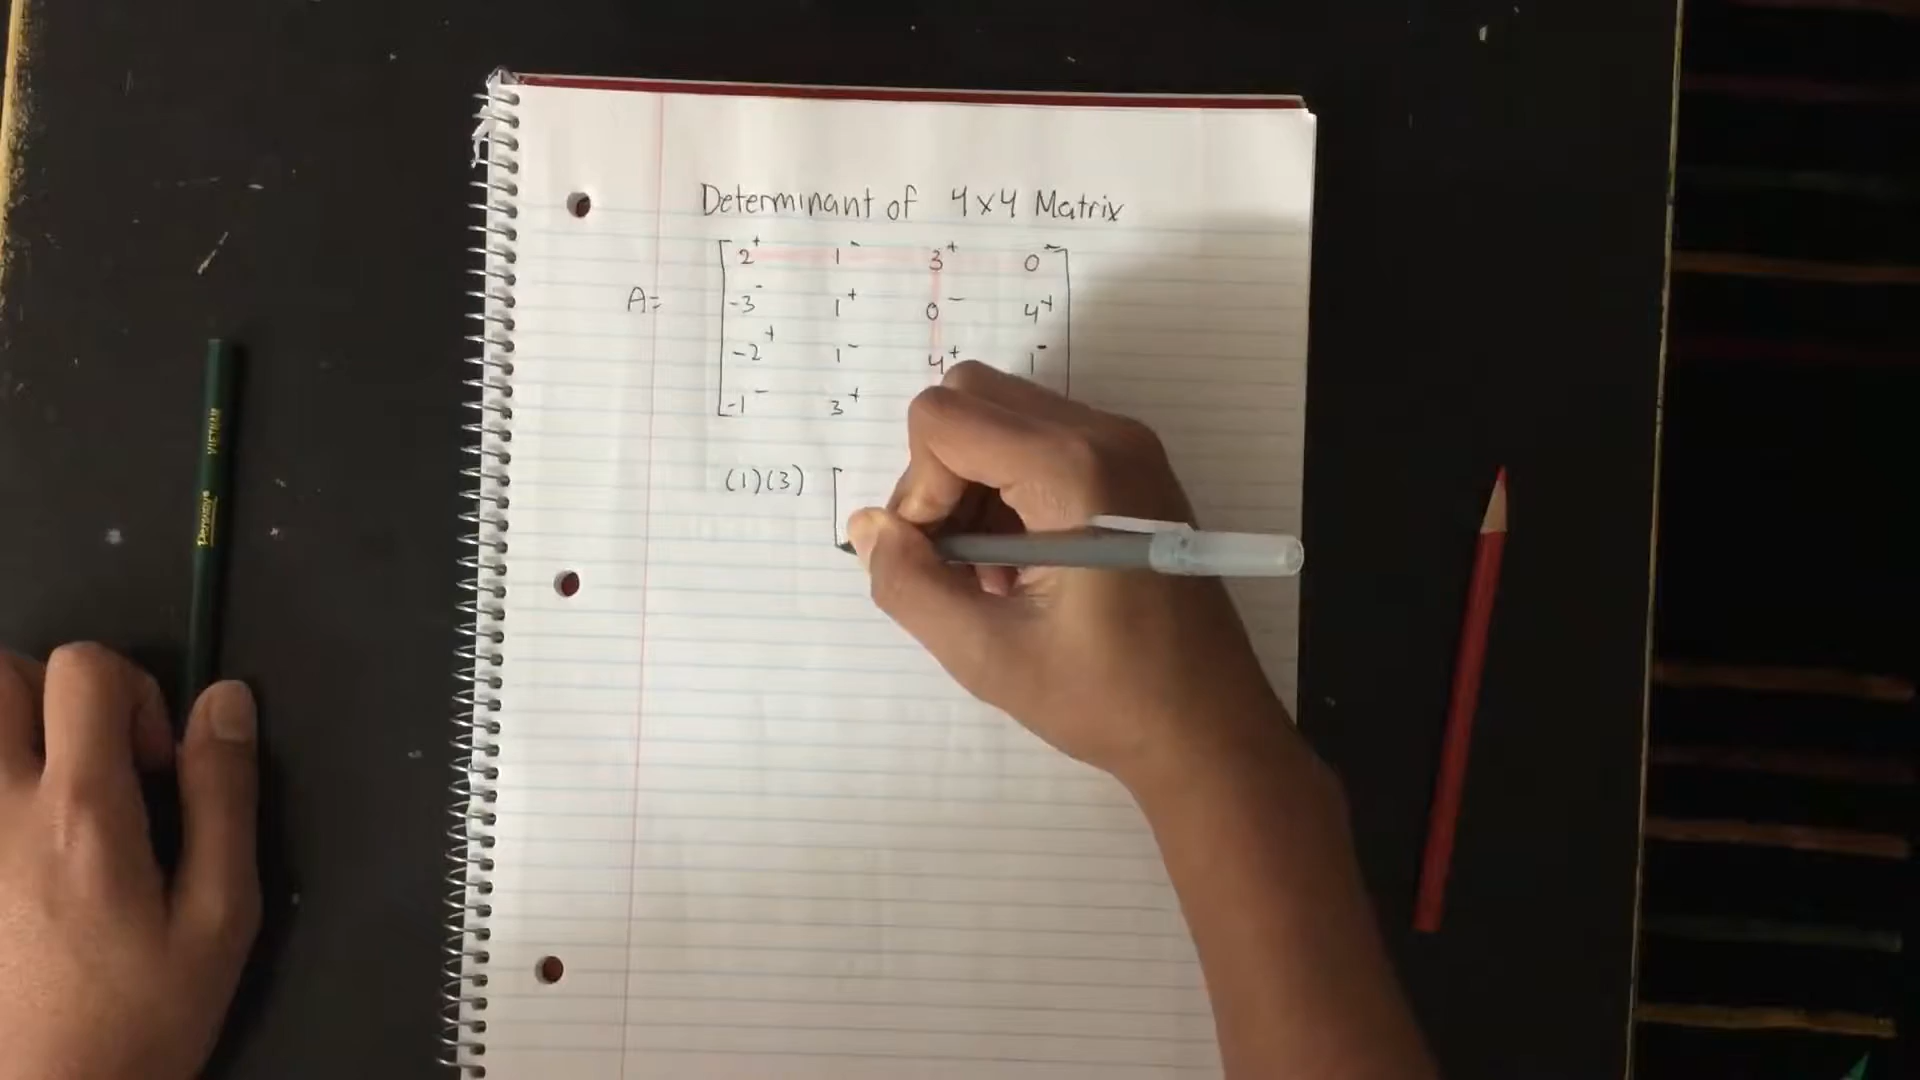 Determinant of 4x4 Matrix
A=
2⁺ 1⁻ 3⁺ 0⁻
-3⁻ 1⁺ 0⁻ 4⁺
-2⁺ 1⁻ 4⁺ 1⁻
-1⁻ 3⁺
(1)(3) [
VIETNAM